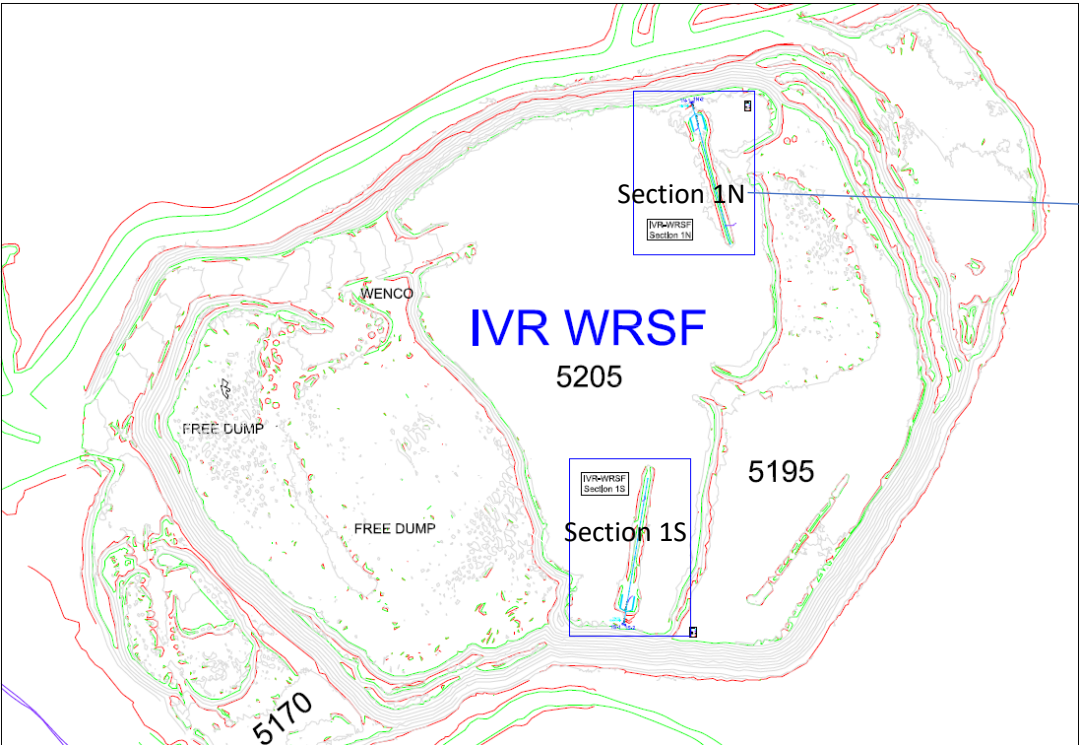 Section 1N
IVR-WRSF
Section 1N
WENCO
IVR WRSF
5205
FREE DUMP
5195
IVR-WRSF
Section 1S
FREE DUMP
Section 1S
5170